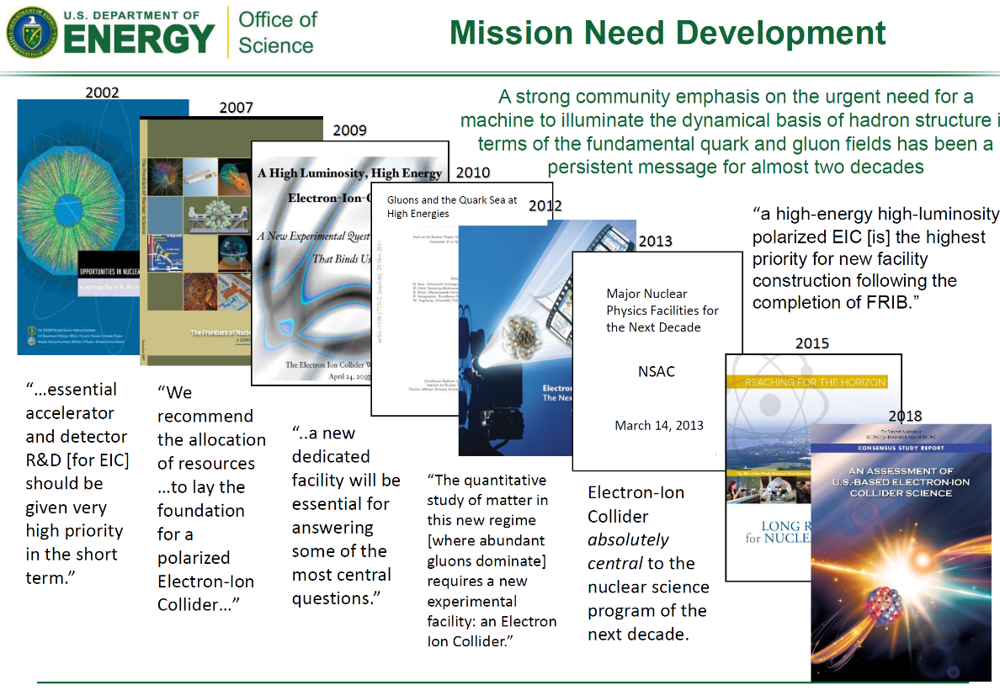 U.S. DEPARTMENT OF
ENERGY
Office of
Science
Mission Need Development
A strong community emphasis on the urgent need for a
machine to illuminate the dynamical basis of hadron structure i
terms of the fundamental quark and gluon fields has been a
persistent message for almost two decades
2002
OPPORTUNITIES IN NUCLEA
2007
The Frontiers of Nucle
2009
A High Luminosity, High Energy
Electron-Ion-C
A New Experimental Quest
That Binds Us
The Electron Ion Collider W
April 24, 2009
2010
Gluons and the Quark Sea at
High Energies
Institute for Nuclear Theory
2012
Electro
The Nex
2013
Major Nuclear
Physics Facilities for
the Next Decade
NSAC
March 14, 2013
“a high-energy high-luminosity
polarized EIC [is] the highest
priority for new facility
construction following the
completion of FRIB.”
2015
REACHING FOR THE HORIZON
LONG R
for NUCLE
2018
The National Academies of
SCIENCES • ENGINEERING • MEDICINE
CONSENSUS STUDY REPORT
AN ASSESSMENT OF
U.S.-BASED ELECTRON-ION
COLLIDER SCIENCE
“…essential
accelerator
and detector
R&D [for EIC]
should be
given very
high priority
in the short
term.”
“We
recommend
the allocation
of resources
…to lay the
foundation
for a
polarized
Electron-Ion
Collider…”
“..a new
dedicated
facility will be
essential for
answering
some of the
most central
questions.”
“The quantitative
study of matter in
this new regime
[where abundant
gluons dominate]
requires a new
experimental
facility: an Electron
Ion Collider.”
Electron-Ion
Collider
absolutely
central to the
nuclear science
program of the
next decade.